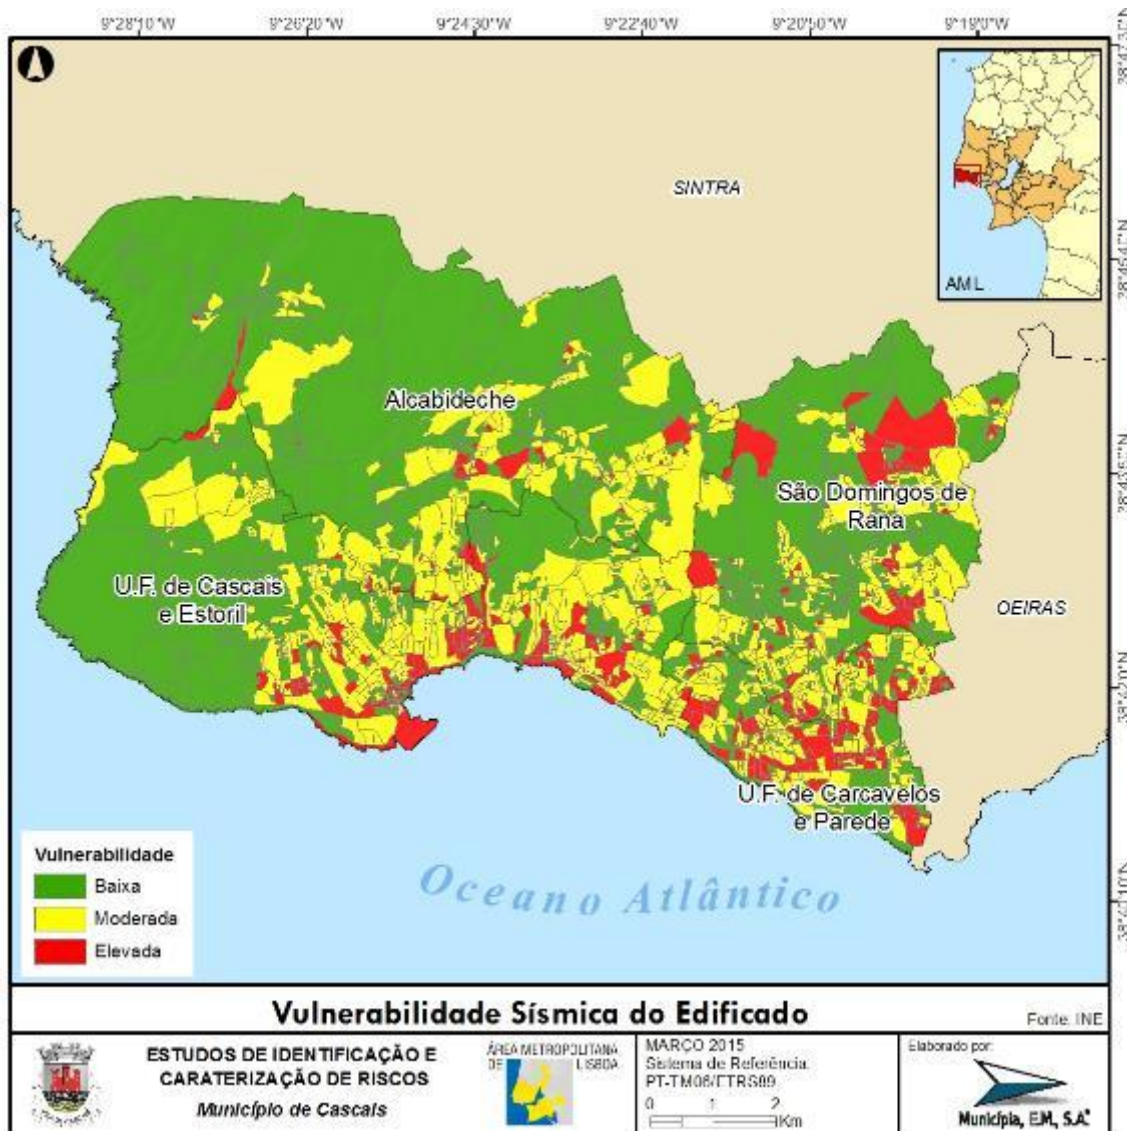 9°28'10"W
9°26'20"W
9°24'30"W
9°22'40"W
9°20'50"W
9°19'0"W
SINTRA
AML
Alcabideche
São Domingos de
Rana
U.F. de Cascais
e Estoril
OEIRAS
U.F. de Carcavelos
e Parede
Oceano Atlântico
Vulnerabilidade
Baixa
Moderada
Elevada
Vulnerabilidade Sísmica do Edificado
Fonte: INE
ESTUDOS DE IDENTIFICAÇÃO E
CARATERIZAÇÃO DE RISCOS
Município de Cascais
ÁREA METROPOLITANA
DE LISBOA
MARÇO 2015
Sistema de Referência:
PT-TM06/ETRS89
0 1 2
Km
Elaborado por:
Município, E.M., S.A.